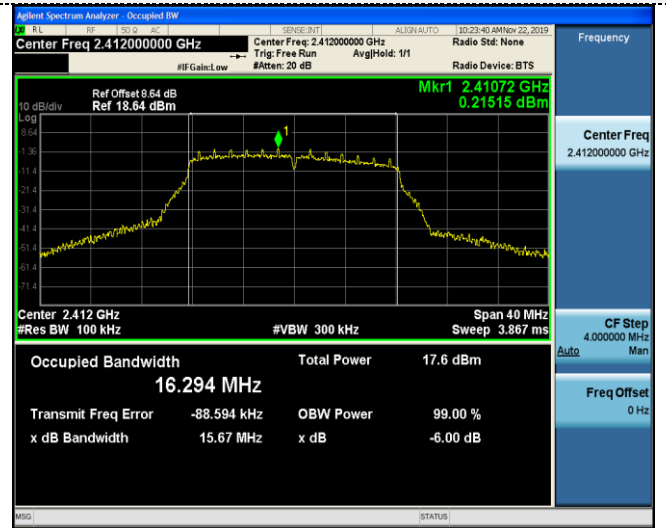 Agilent Spectrum Analyzer - Occupied BW
RL RF 50 Ω AC SENSE:INT ALIGN AUTO 10:23:40 AM Nov 22, 2019
Center Freq 2.412000000 GHz
Center Freq: 2.412000000 GHz
Radio Std: None
Trig: Free Run Avg|Hold: 1/1
#IFGain:Low #Atten: 20 dB Radio Device: BTS
Frequency
Ref Offset 8.64 dB
Mkr1 2.41072 GHz
10 dB/div Ref 18.64 dBm
0.21515 dBm
Log
8.64
1
-1.36
-11.4
-21.4
-31.4
-41.4
-51.4
-61.4
-71.4
Center 2.412 GHz Span 40 MHz
#Res BW 100 kHz #VBW 300 kHz Sweep 3.867 ms
Occupied Bandwidth Total Power 17.6 dBm
16.294 MHz
Transmit Freq Error -88.594 kHz OBW Power 99.00 %
x dB Bandwidth 15.67 MHz x dB -6.00 dB
Center Freq
2.412000000 GHz
CF Step
4.000000 MHz
Auto Man
Freq Offset
0 Hz
MSG STATUS